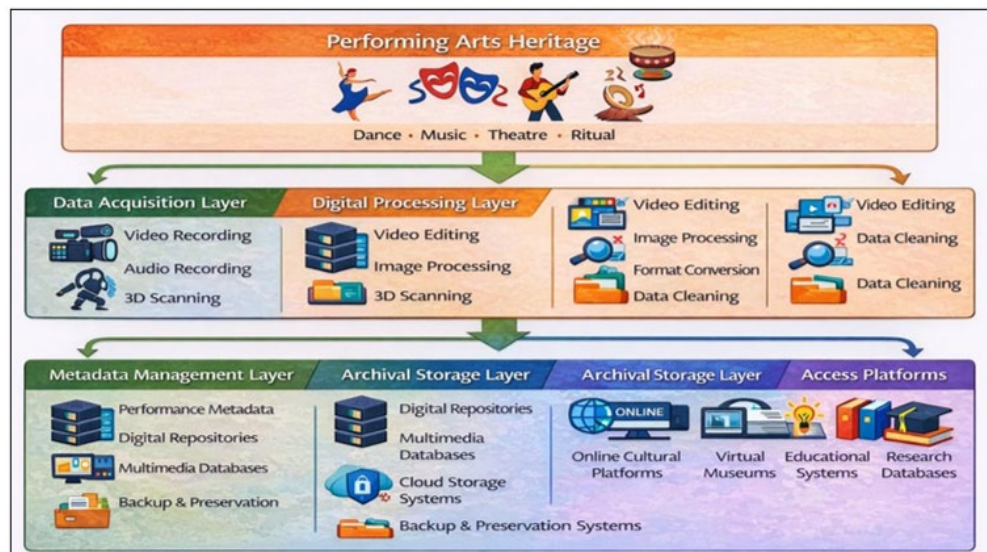 Performing Arts Heritage
Dance • Music • Theatre • Ritual
Data Acquisition Layer
Video Recording
Audio Recording
3D Scanning
Digital Processing Layer
Video Editing
Image Processing
3D Scanning
Video Editing
Image Processing
Format Conversion
Data Cleaning
Video Editing
Data Cleaning
Data Cleaning
Metadata Management Layer
Performance Metadata
Digital Repositories
Multimedia Databases
Backup & Preservation
Archival Storage Layer
Digital Repositories
Multimedia
Databases
Cloud Storage
Systems
Backup & Preservation Systems
Archival Storage Layer
Access Platforms
ONLINE
Online Cultural
Platforms
Virtual
Museums
Educational
Systems
Research
Databases